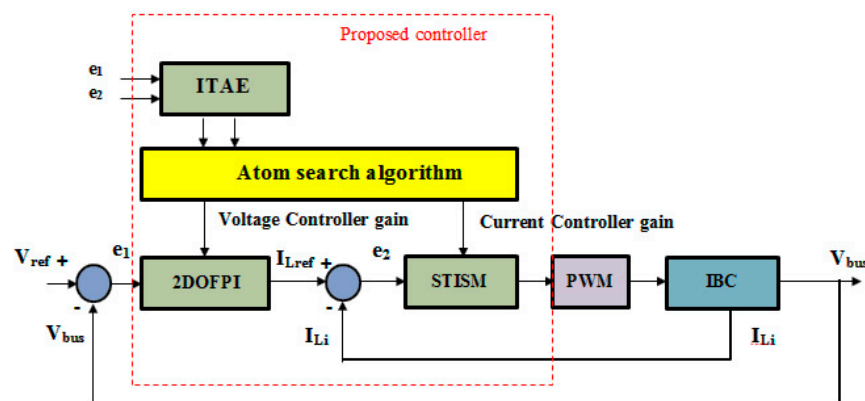 Proposed controller
e1
e2
ITAE
Atom search algorithm
Voltage Controller gain
Current Controller gain
Vref +
e1
2DOFPI
ILref +
e2
STISM
PWM
IBC
Vbus
-
Vbus
-
ILi
ILi